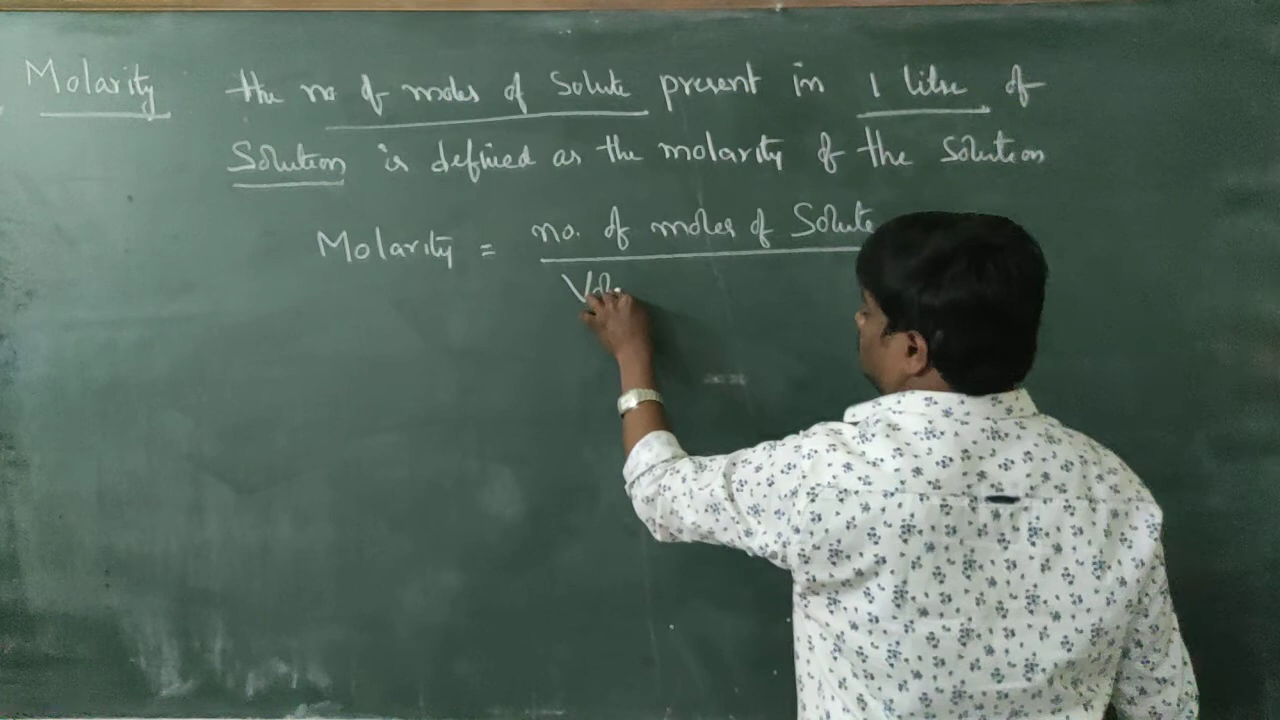 Molarity the no of moles of Solute present in 1 litre of
Solution is defined as the molarity of the Solution
Molarity = no. of moles of Solute
Vol